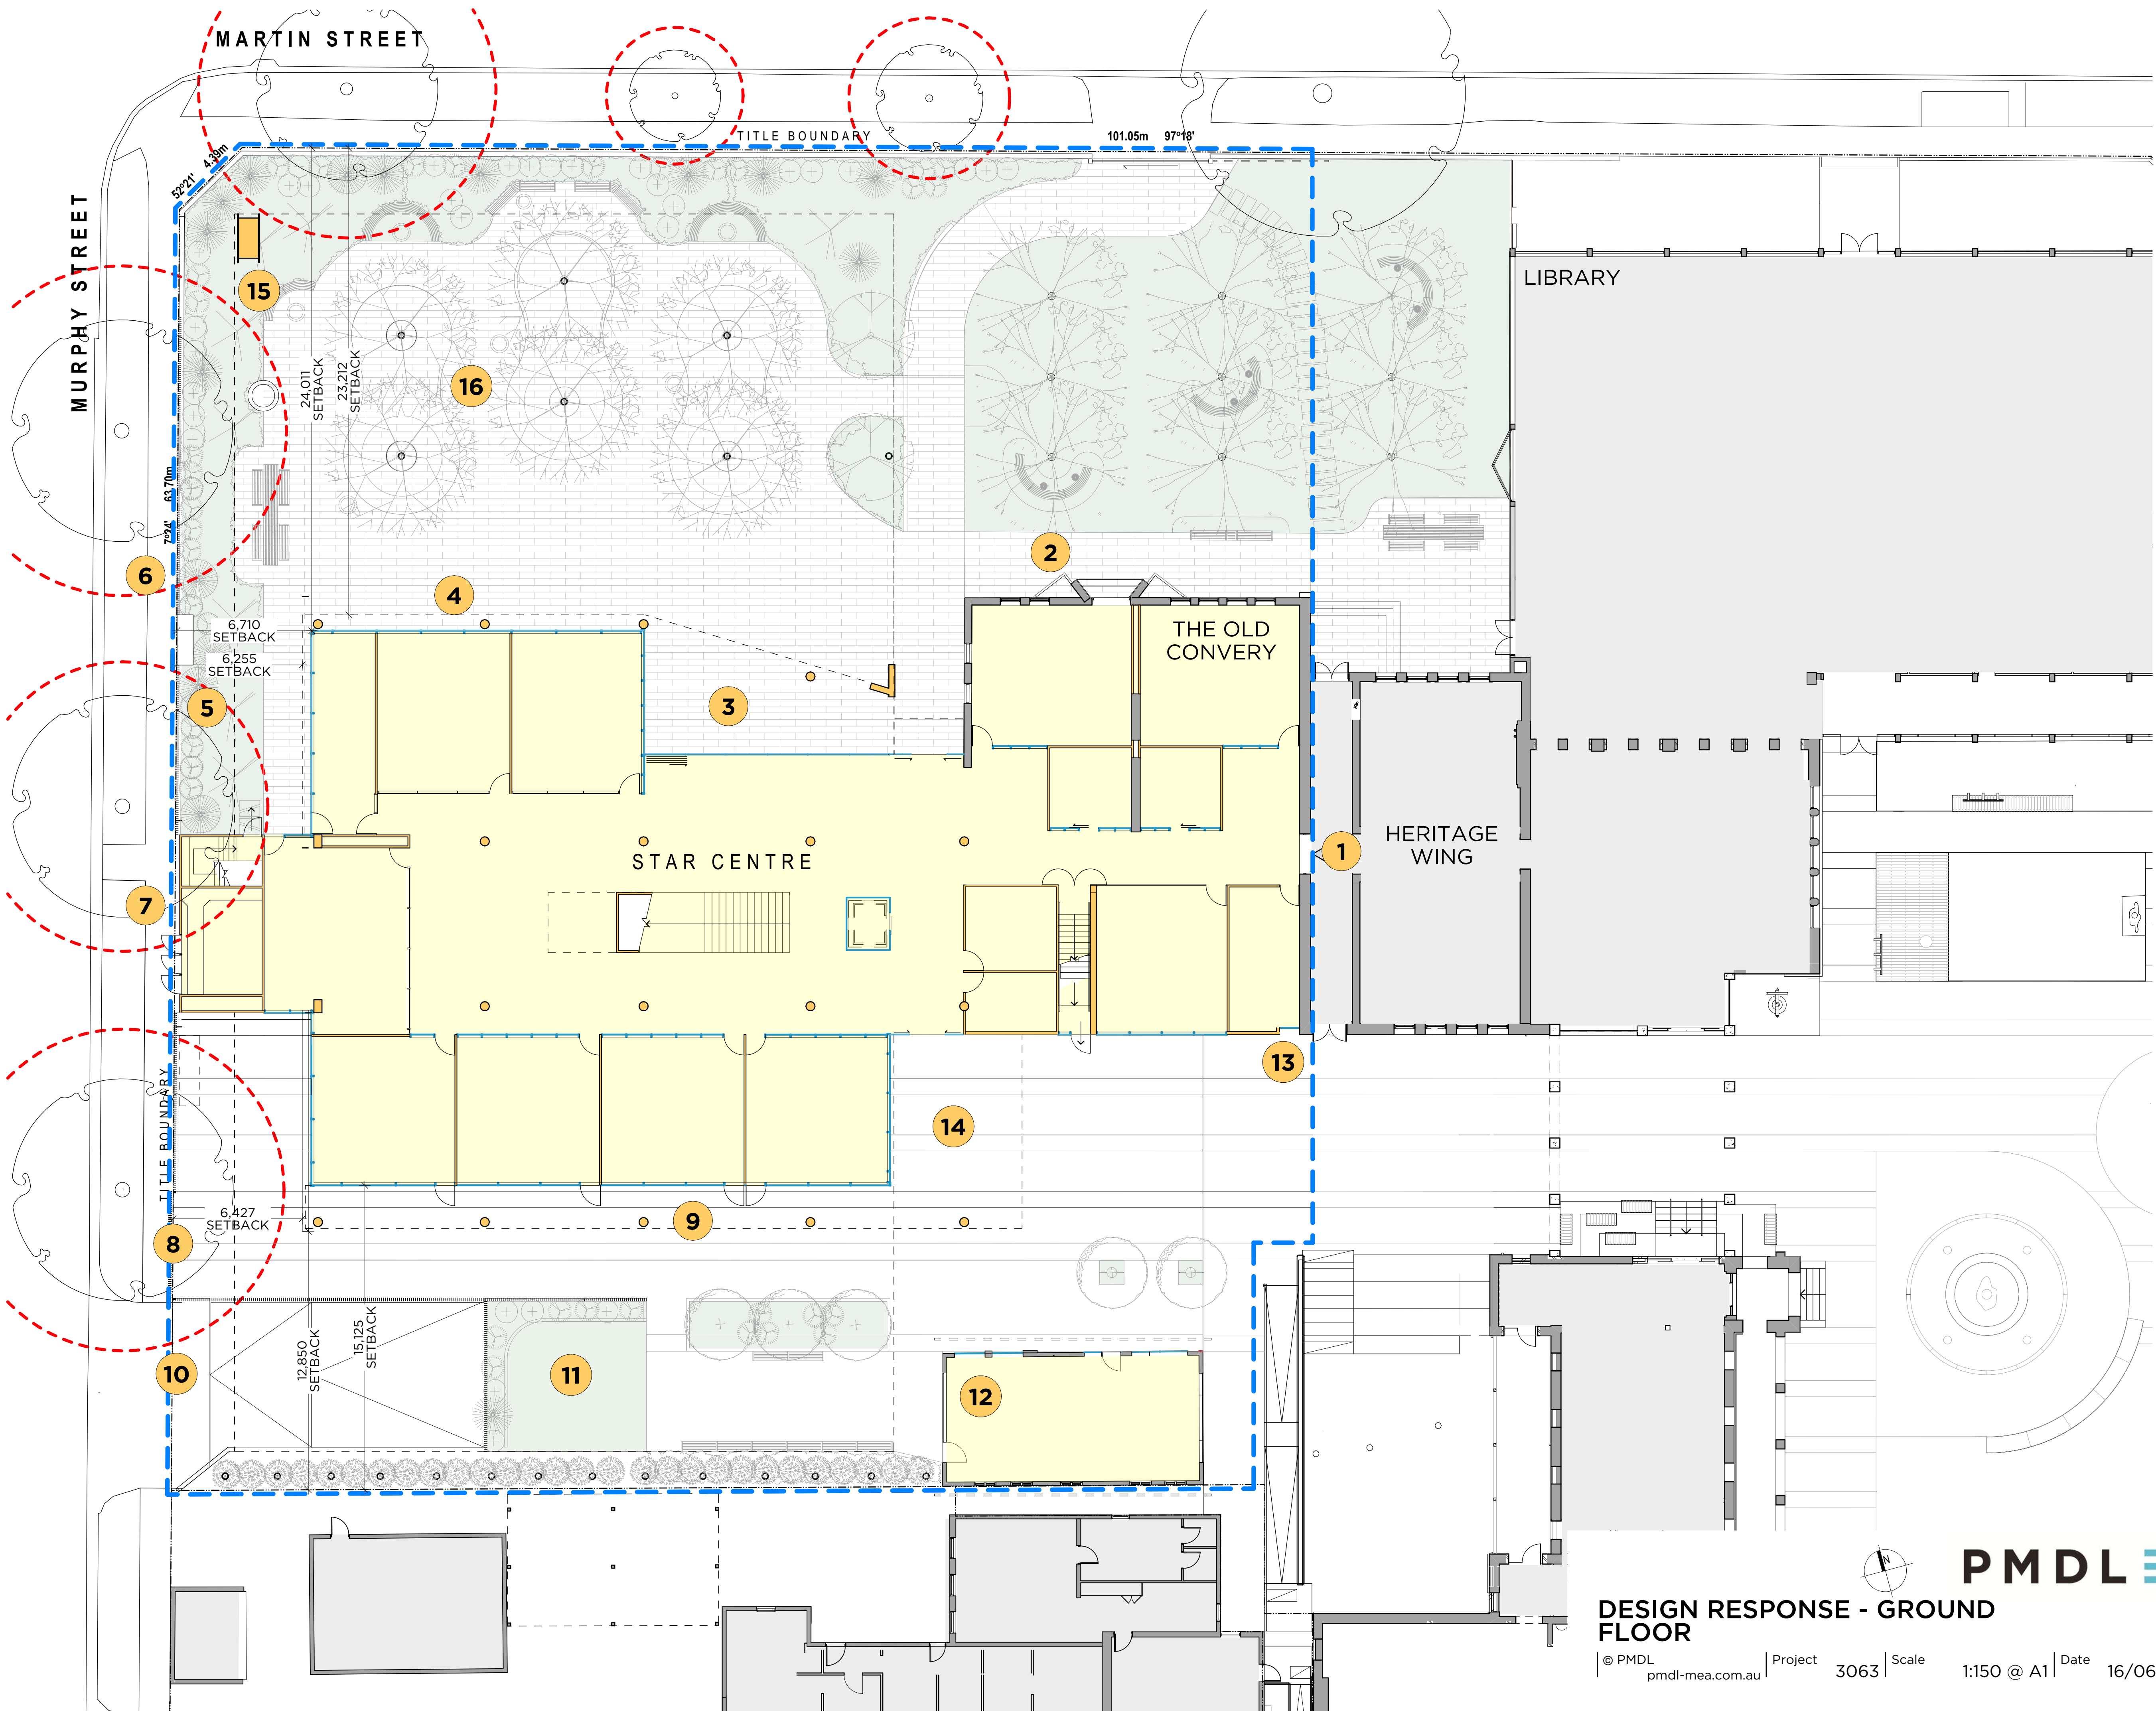 MARTIN STREET
TITLE BOUNDARY
101.05m 97°18'
4.39m
52°21'
MURPHY STREET
15
LIBRARY
24,011
SETBACK
23,212
SETBACK
16
63.70m
7°24'
2
6
4
6,710
SETBACK
THE OLD
CONVERY
6,255
SETBACK
5
3
HERITAGE
WING
1
STAR CENTRE
7
13
14
TITLE BOUNDARY
6,427
SETBACK
9
8
12,850
SETBACK
15,125
SETBACK
10
11
12
N
PMDL
DESIGN RESPONSE - GROUND
FLOOR
© PMDL
pmdl-mea.com.au
Project 3063
Scale 1:150 @ A1
Date 16/06